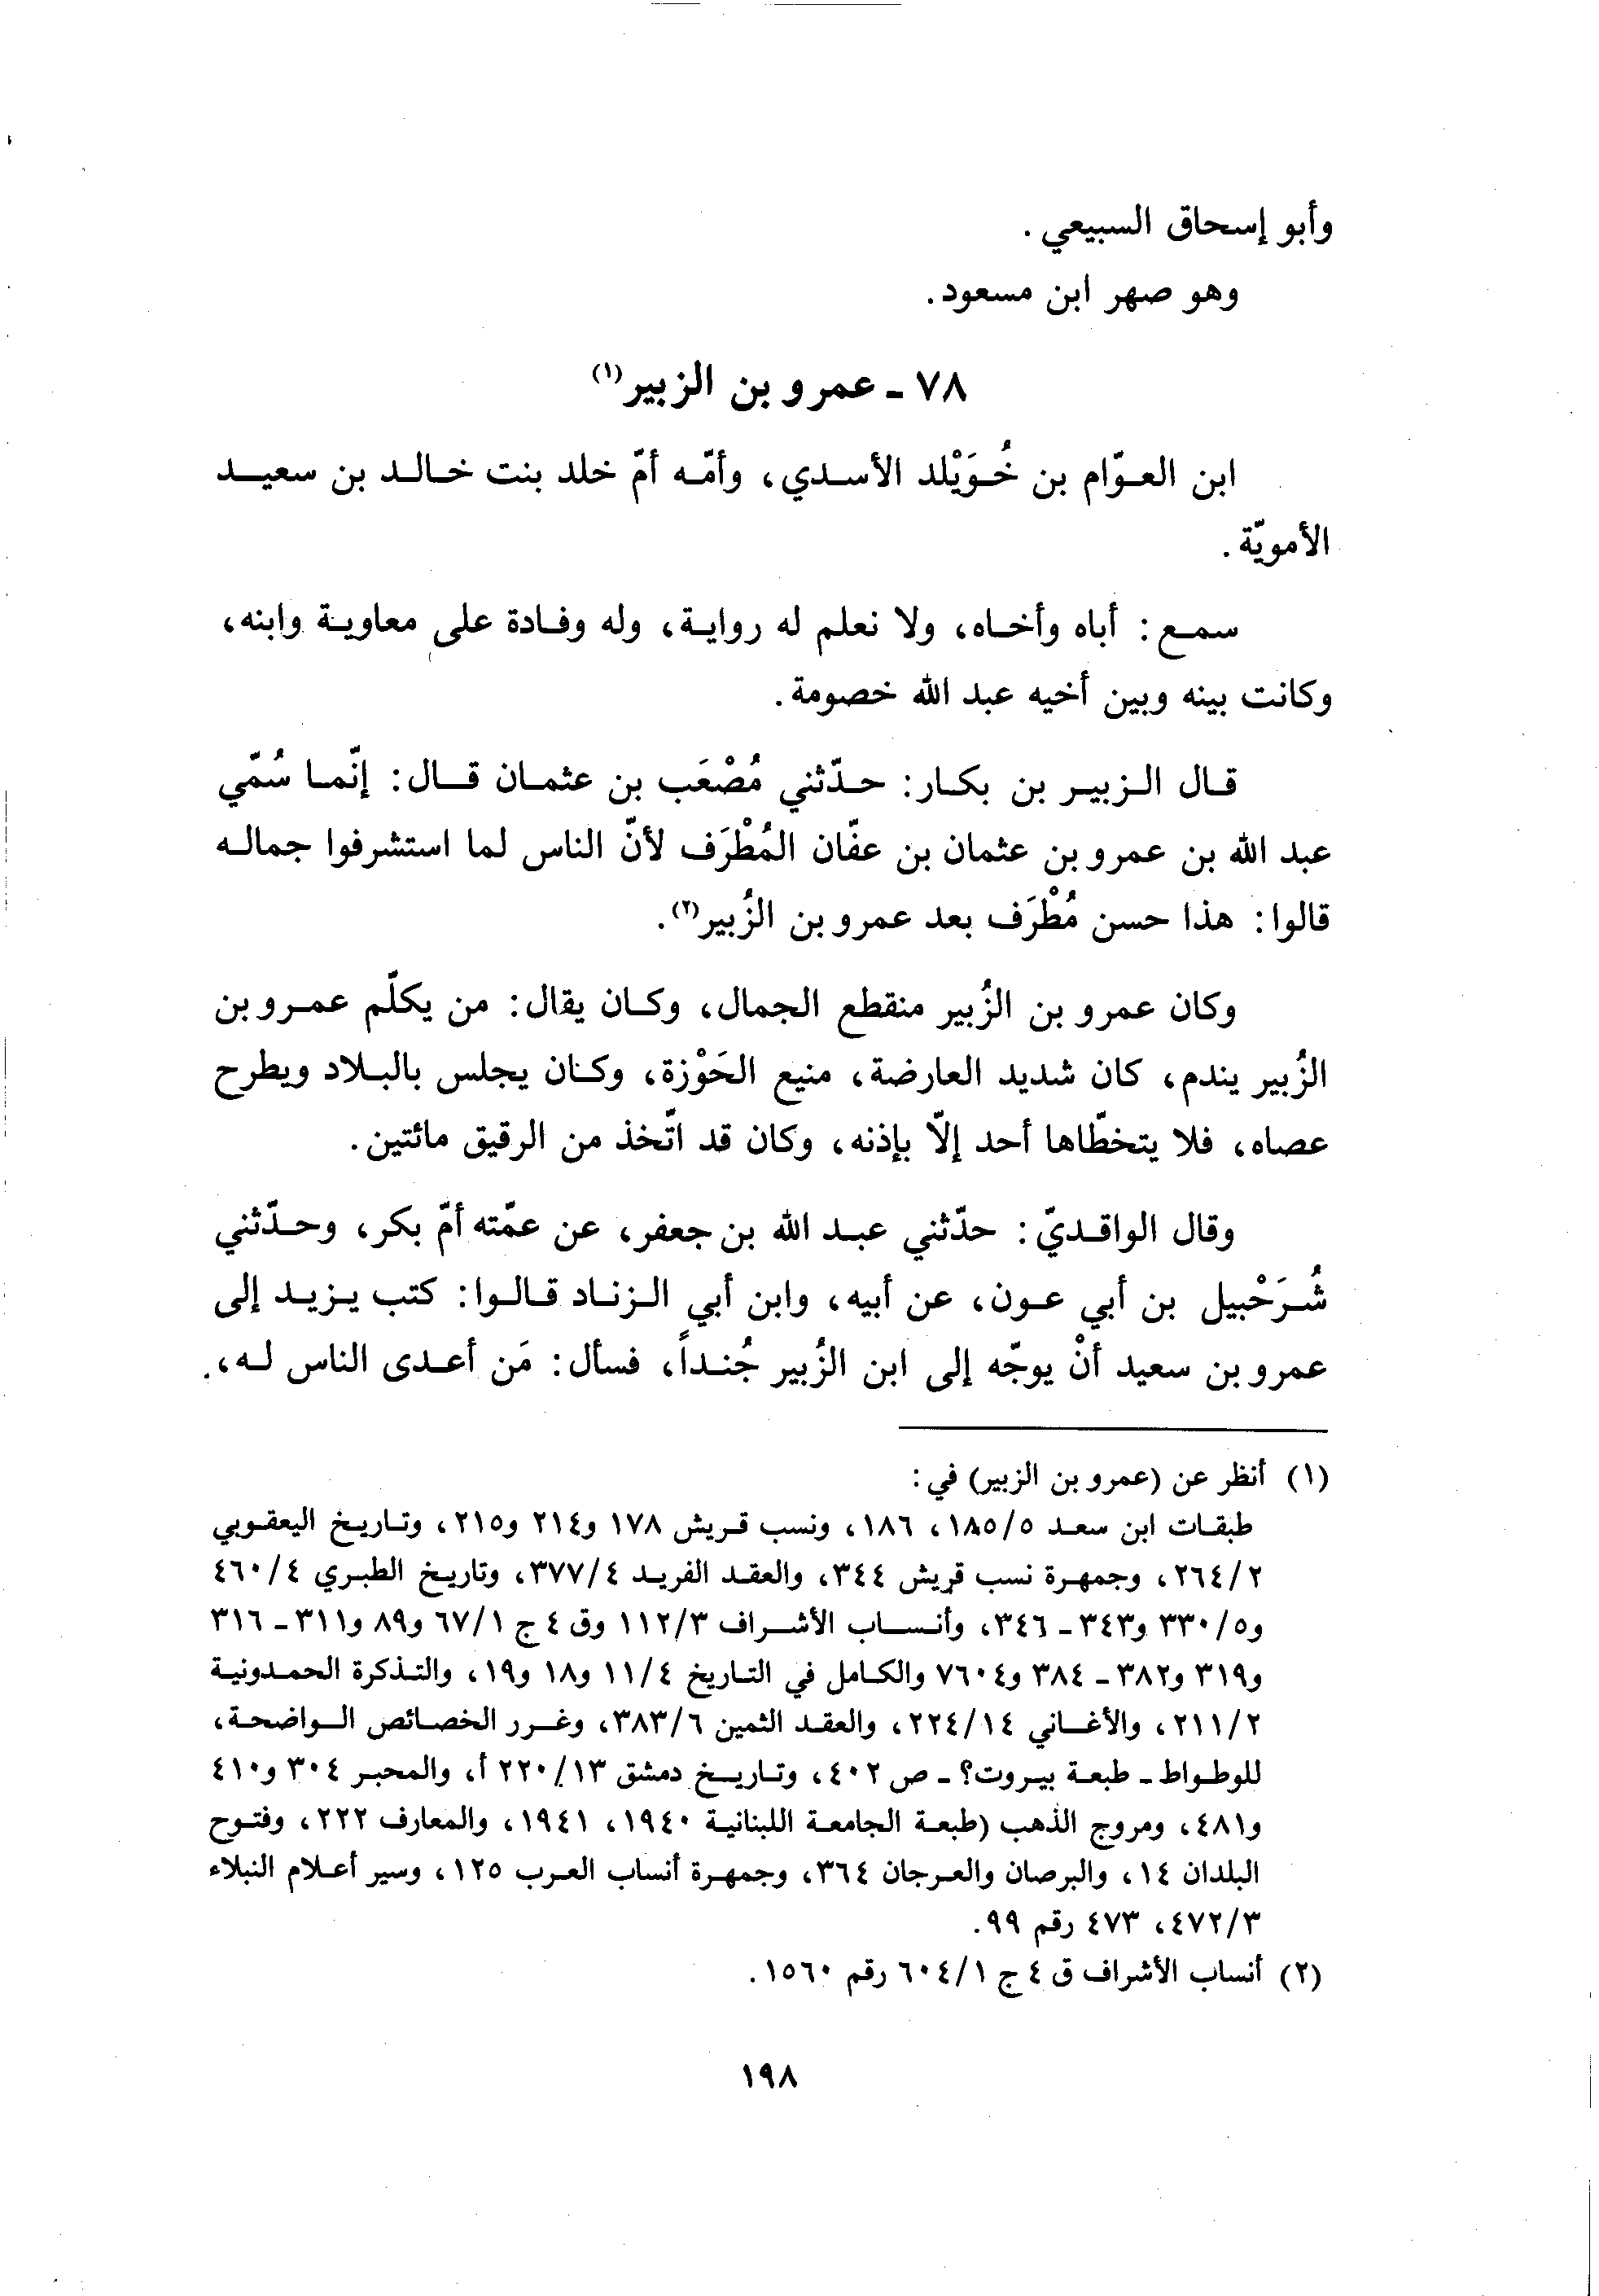 وأبو إسحاق السبيعي.
وهو صهر ابن مسعود.
٧٨ ـ عمرو بن الزبير(١)
ابن العوّام بن خُوَيْلد الأسدي، وأمّه أمّ خلد بنت خالد بن سعيد
الأمويّة.
سمع: أباه وأخاه، ولا نعلم له رواية، وله وفادة على معاوية وابنه،
وكانت بينه وبين أخيه عبد الله خصومة.
قال الزبير بن بكار: حدّثني مُصْعَب بن عثمان قال: إنّما سُمّي
عبد الله بن عمرو بن عثمان بن عفّان المُطْرَف لأنّ الناس لما استشرفوا جماله
قالوا: هذا حسن مُطْرَف بعد عمرو بن الزُبير(٢).
وكان عمرو بن الزُبير منقطع الجمال، وكان يقال: من يكلّم عمرو بن
الزُبير يندم، كان شديد العارضة، منيع الحَوْزة، وكان يجلس بالبلاد ويطرح
عصاه، فلا يتخطّاها أحد إلاّ بإذنه، وكان قد اتّخذ من الرقيق مائتين.
وقال الواقديّ: حدّثني عبد الله بن جعفر، عن عمّته أمّ بكر، وحدّثني
شُرَحْبيل بن أبي عون، عن أبيه، وابن أبي الزناد قالوا: كتب يزيد إلى
عمرو بن سعيد أنْ يوجّه إلى ابن الزُبير جُنداً، فسأل: مَن أعدى الناس له،
(١) أنظر عن (عمرو بن الزبير) في:
طبقات ابن سعد ١٨٥/٥، ١٨٦، ونسب قريش ١٧٨ و٢١٤ و٢١٥، وتاريخ اليعقوبي
٢٦٤/٢، وجمهرة نسب قريش ٣٤٤، والعقد الفريد ٣٧٧/٤، وتاريخ الطبري ٤٦٠/٤
و٣٣٠/٥ و٣٤٣ ـ ٣٤٦، وأنساب الأشراف ١١٢/٣ وق ٤ ج ٦٧/١ و٨٩ و٣١١ ـ ٣١٦
و٣١٩ و٣٨٢ ـ ٣٨٤ و٧٦٠٤ والكامل في التاريخ ١١/٤ و١٨ و١٩، والتذكرة الحمدونية
٢١١/٢، والأغاني ٢٢٤/١٤، والعقد الثمين ٣٨٣/٦، وغرر الخصائص الواضحة،
للوطواط ـ طبعة بيروت؟ ـ ص ٤٠٢، وتاريخ دمشق ٢٢٠/١٣ أ، والمحبر ٣٠٤ و٤١٠
و٤٨١، ومروج الذهب (طبعة الجامعة اللبنانية ١٩٤٠، ١٩٤١، والمعارف ٢٢٢، وفتوح
البلدان ١٤، والبرصان والعرجان ٣٦٤، وجمهرة أنساب العرب ١٢٥، وسير أعلام النبلاء
٤٧٢/٣، ٤٧٣ رقم ٩٩.
(٢) أنساب الأشراف ق ٤ ج ٦٠٤/١ رقم ١٥٦٠.
١٩٨